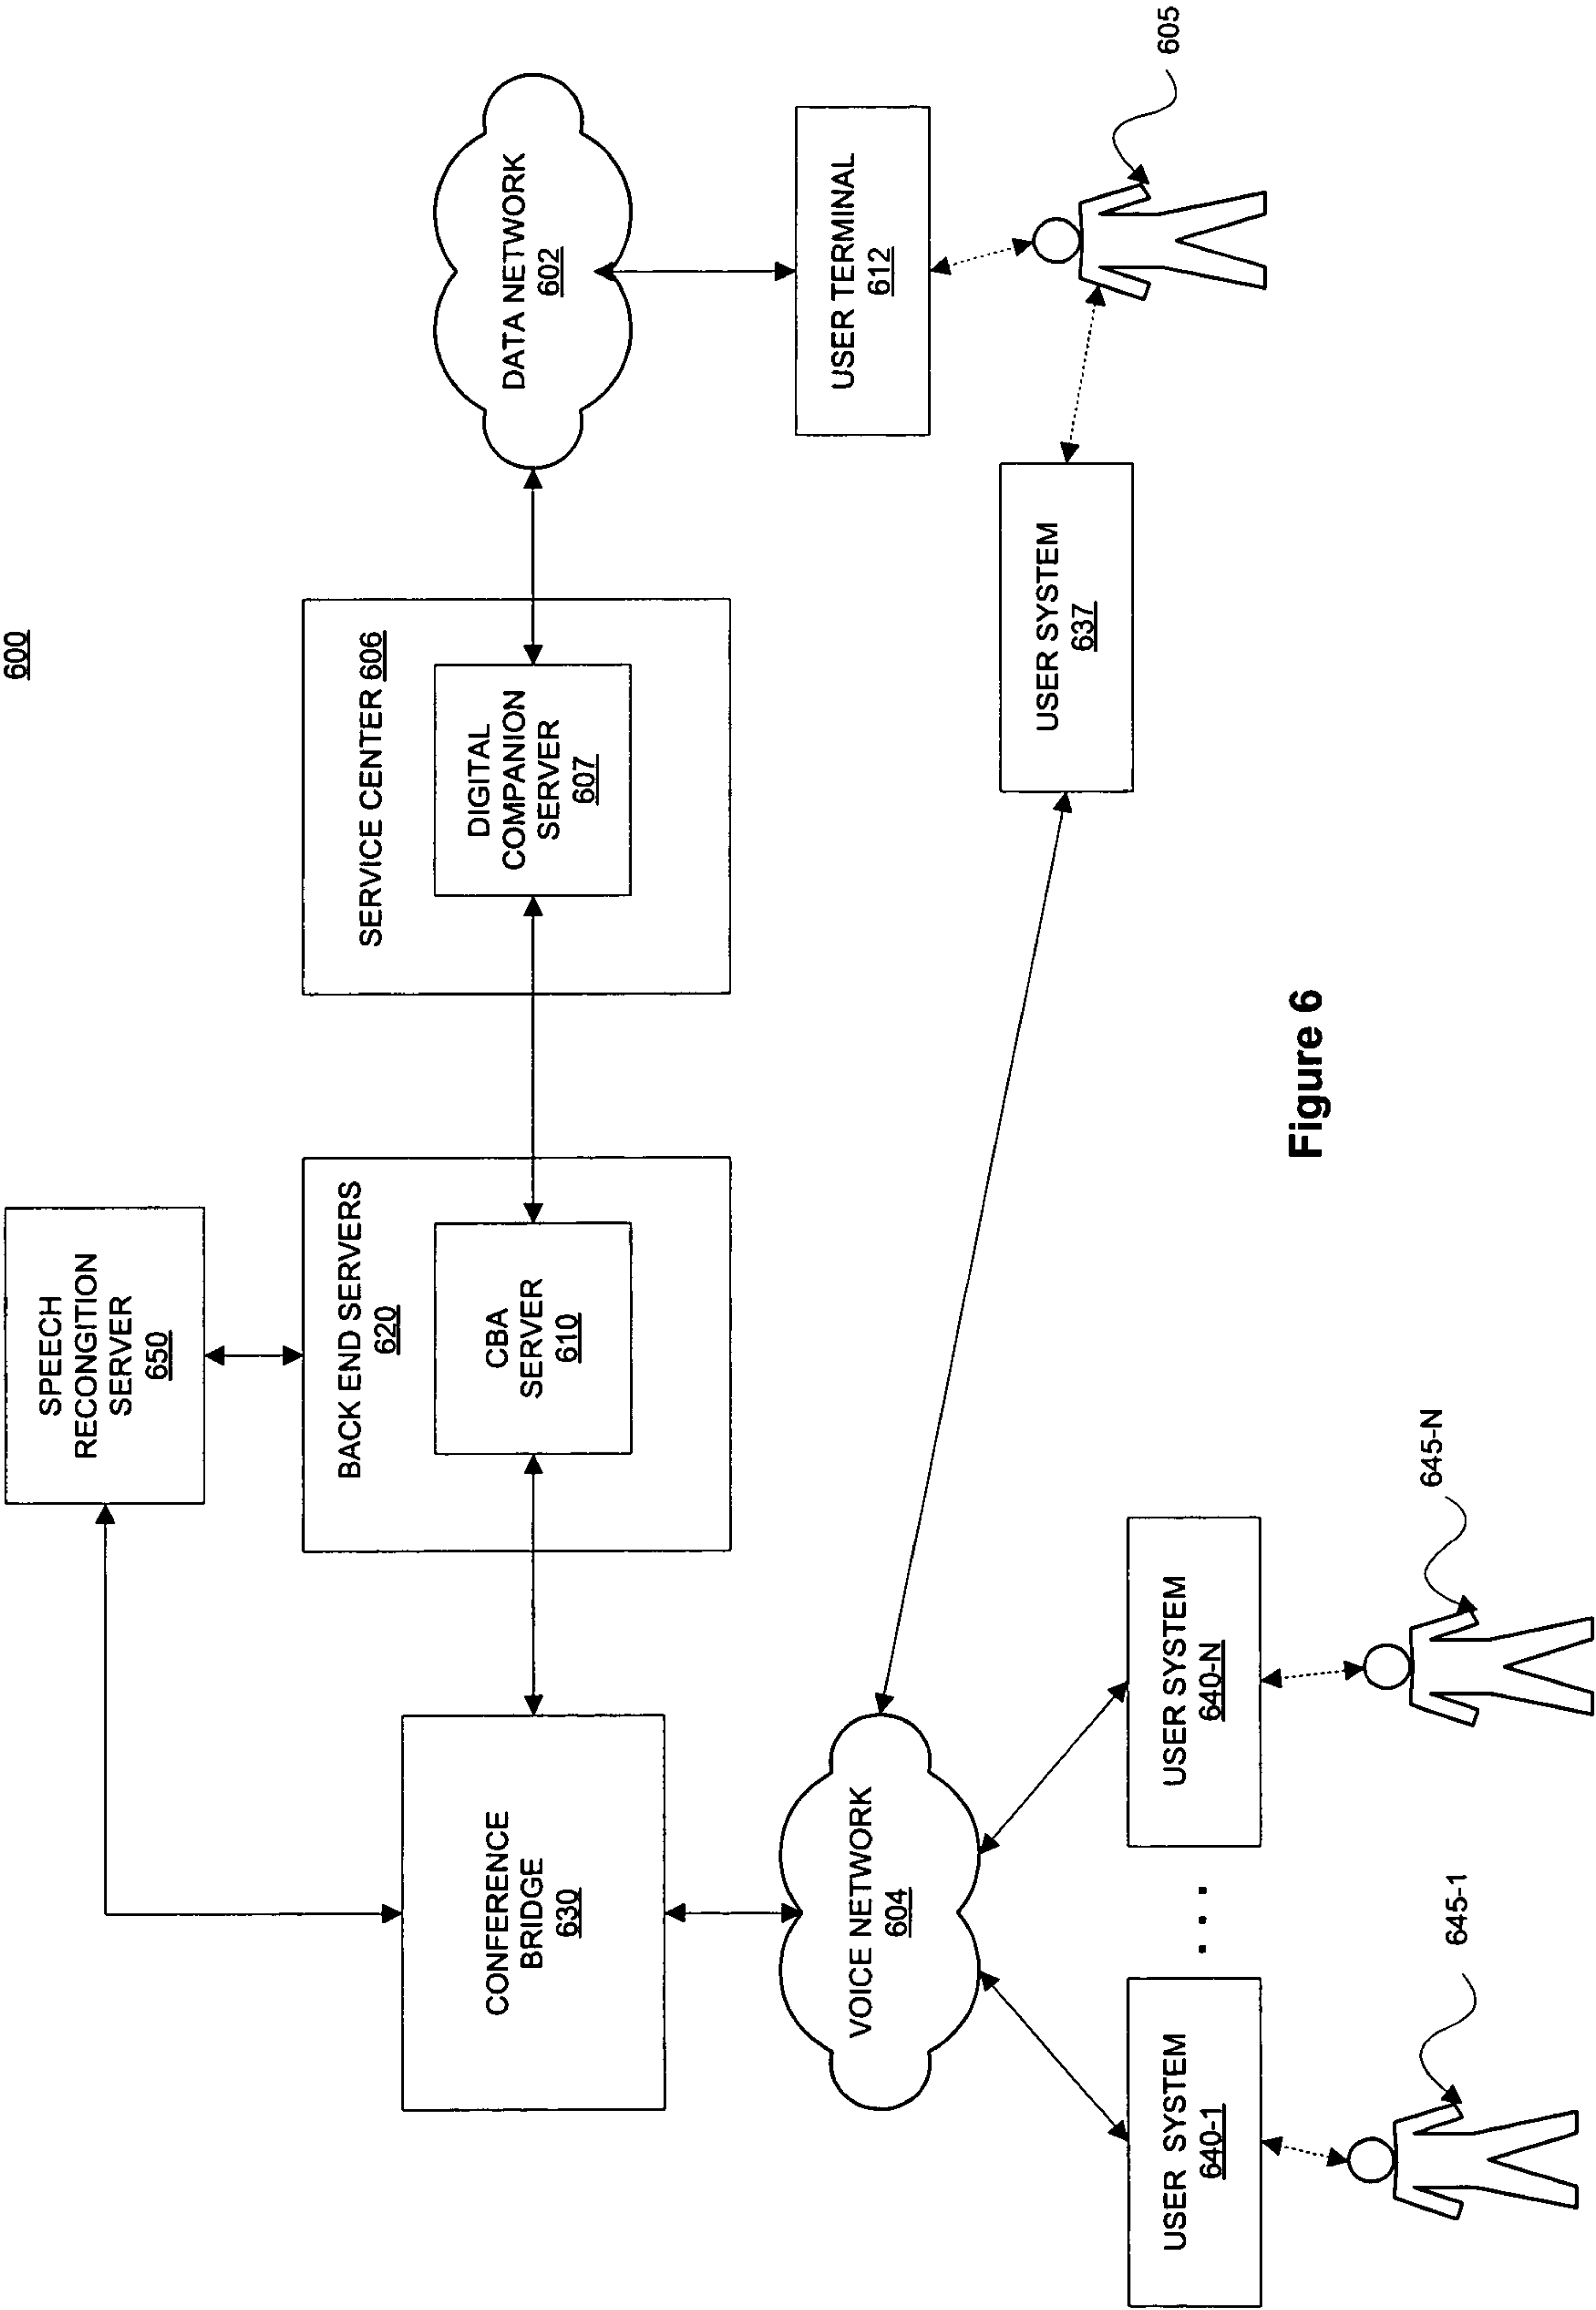 600
SPEECH
RECONGITION
SERVER
650
BACK END SERVERS
620
CBA
SERVER
610
SERVICE CENTER 606
DIGITAL
COMPANION
SERVER
607
DATA NETWORK
602
CONFERENCE
BRIDGE
630
VOICE NETWORK
604
USER TERMINAL
612
USER SYSTEM
637
605
USER SYSTEM
640-1
. . .
USER SYSTEM
640-N
645-1
645-N
Figure 6